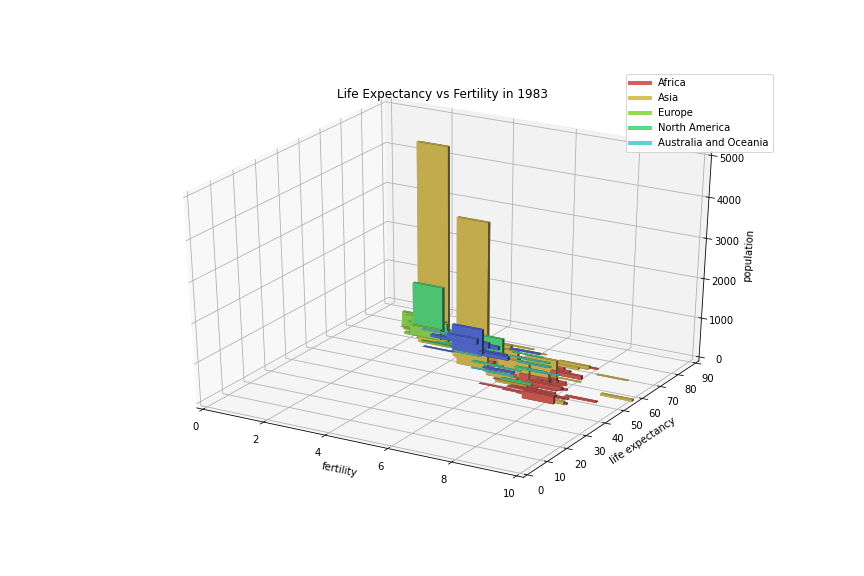 Life Expectancy vs Fertility in 1983
Africa
Asia
Europe
North America
Australia and Oceania
5000
4000
3000
2000
1000
0
population
90
80
70
60
50
40
30
20
10
0
life expectancy
0
2
4
6
8
10
fertility